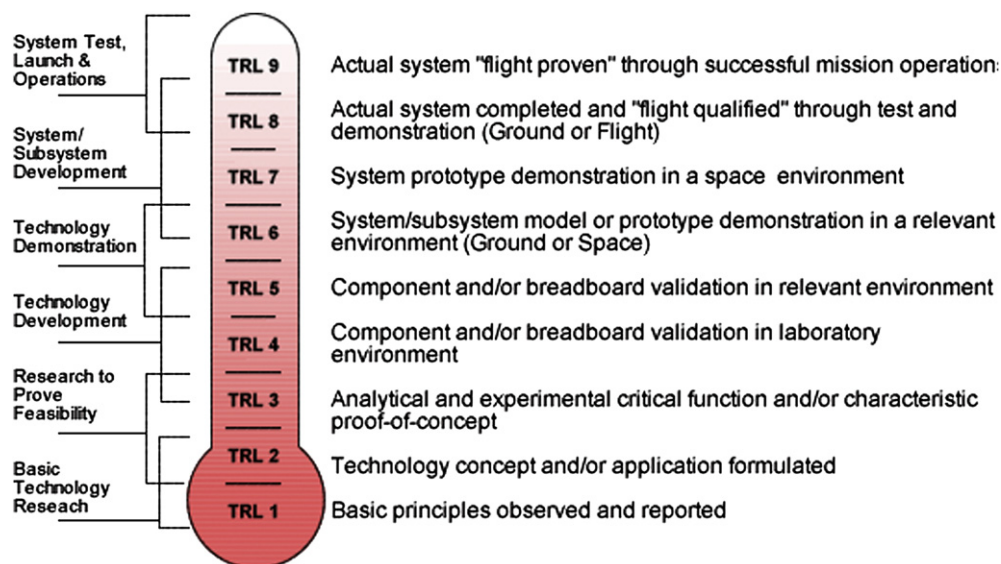 System Test,
Launch &
Operations
System/
Subsystem
Development
Technology
Demonstration
Technology
Development
Research to
Prove
Feasibility
Basic
Technology
Reseach
TRL 9
TRL 8
TRL 7
TRL 6
TRL 5
TRL 4
TRL 3
TRL 2
TRL 1
Actual system "flight proven" through successful mission operation
Actual system completed and "flight qualified" through test and
demonstration (Ground or Flight)
System prototype demonstration in a space environment
System/subsystem model or prototype demonstration in a relevant
environment (Ground or Space)
Component and/or breadboard validation in relevant environment
Component and/or breadboard validation in laboratory
environment
Analytical and experimental critical function and/or characteristic
proof-of-concept
Technology concept and/or application formulated
Basic principles observed and reported